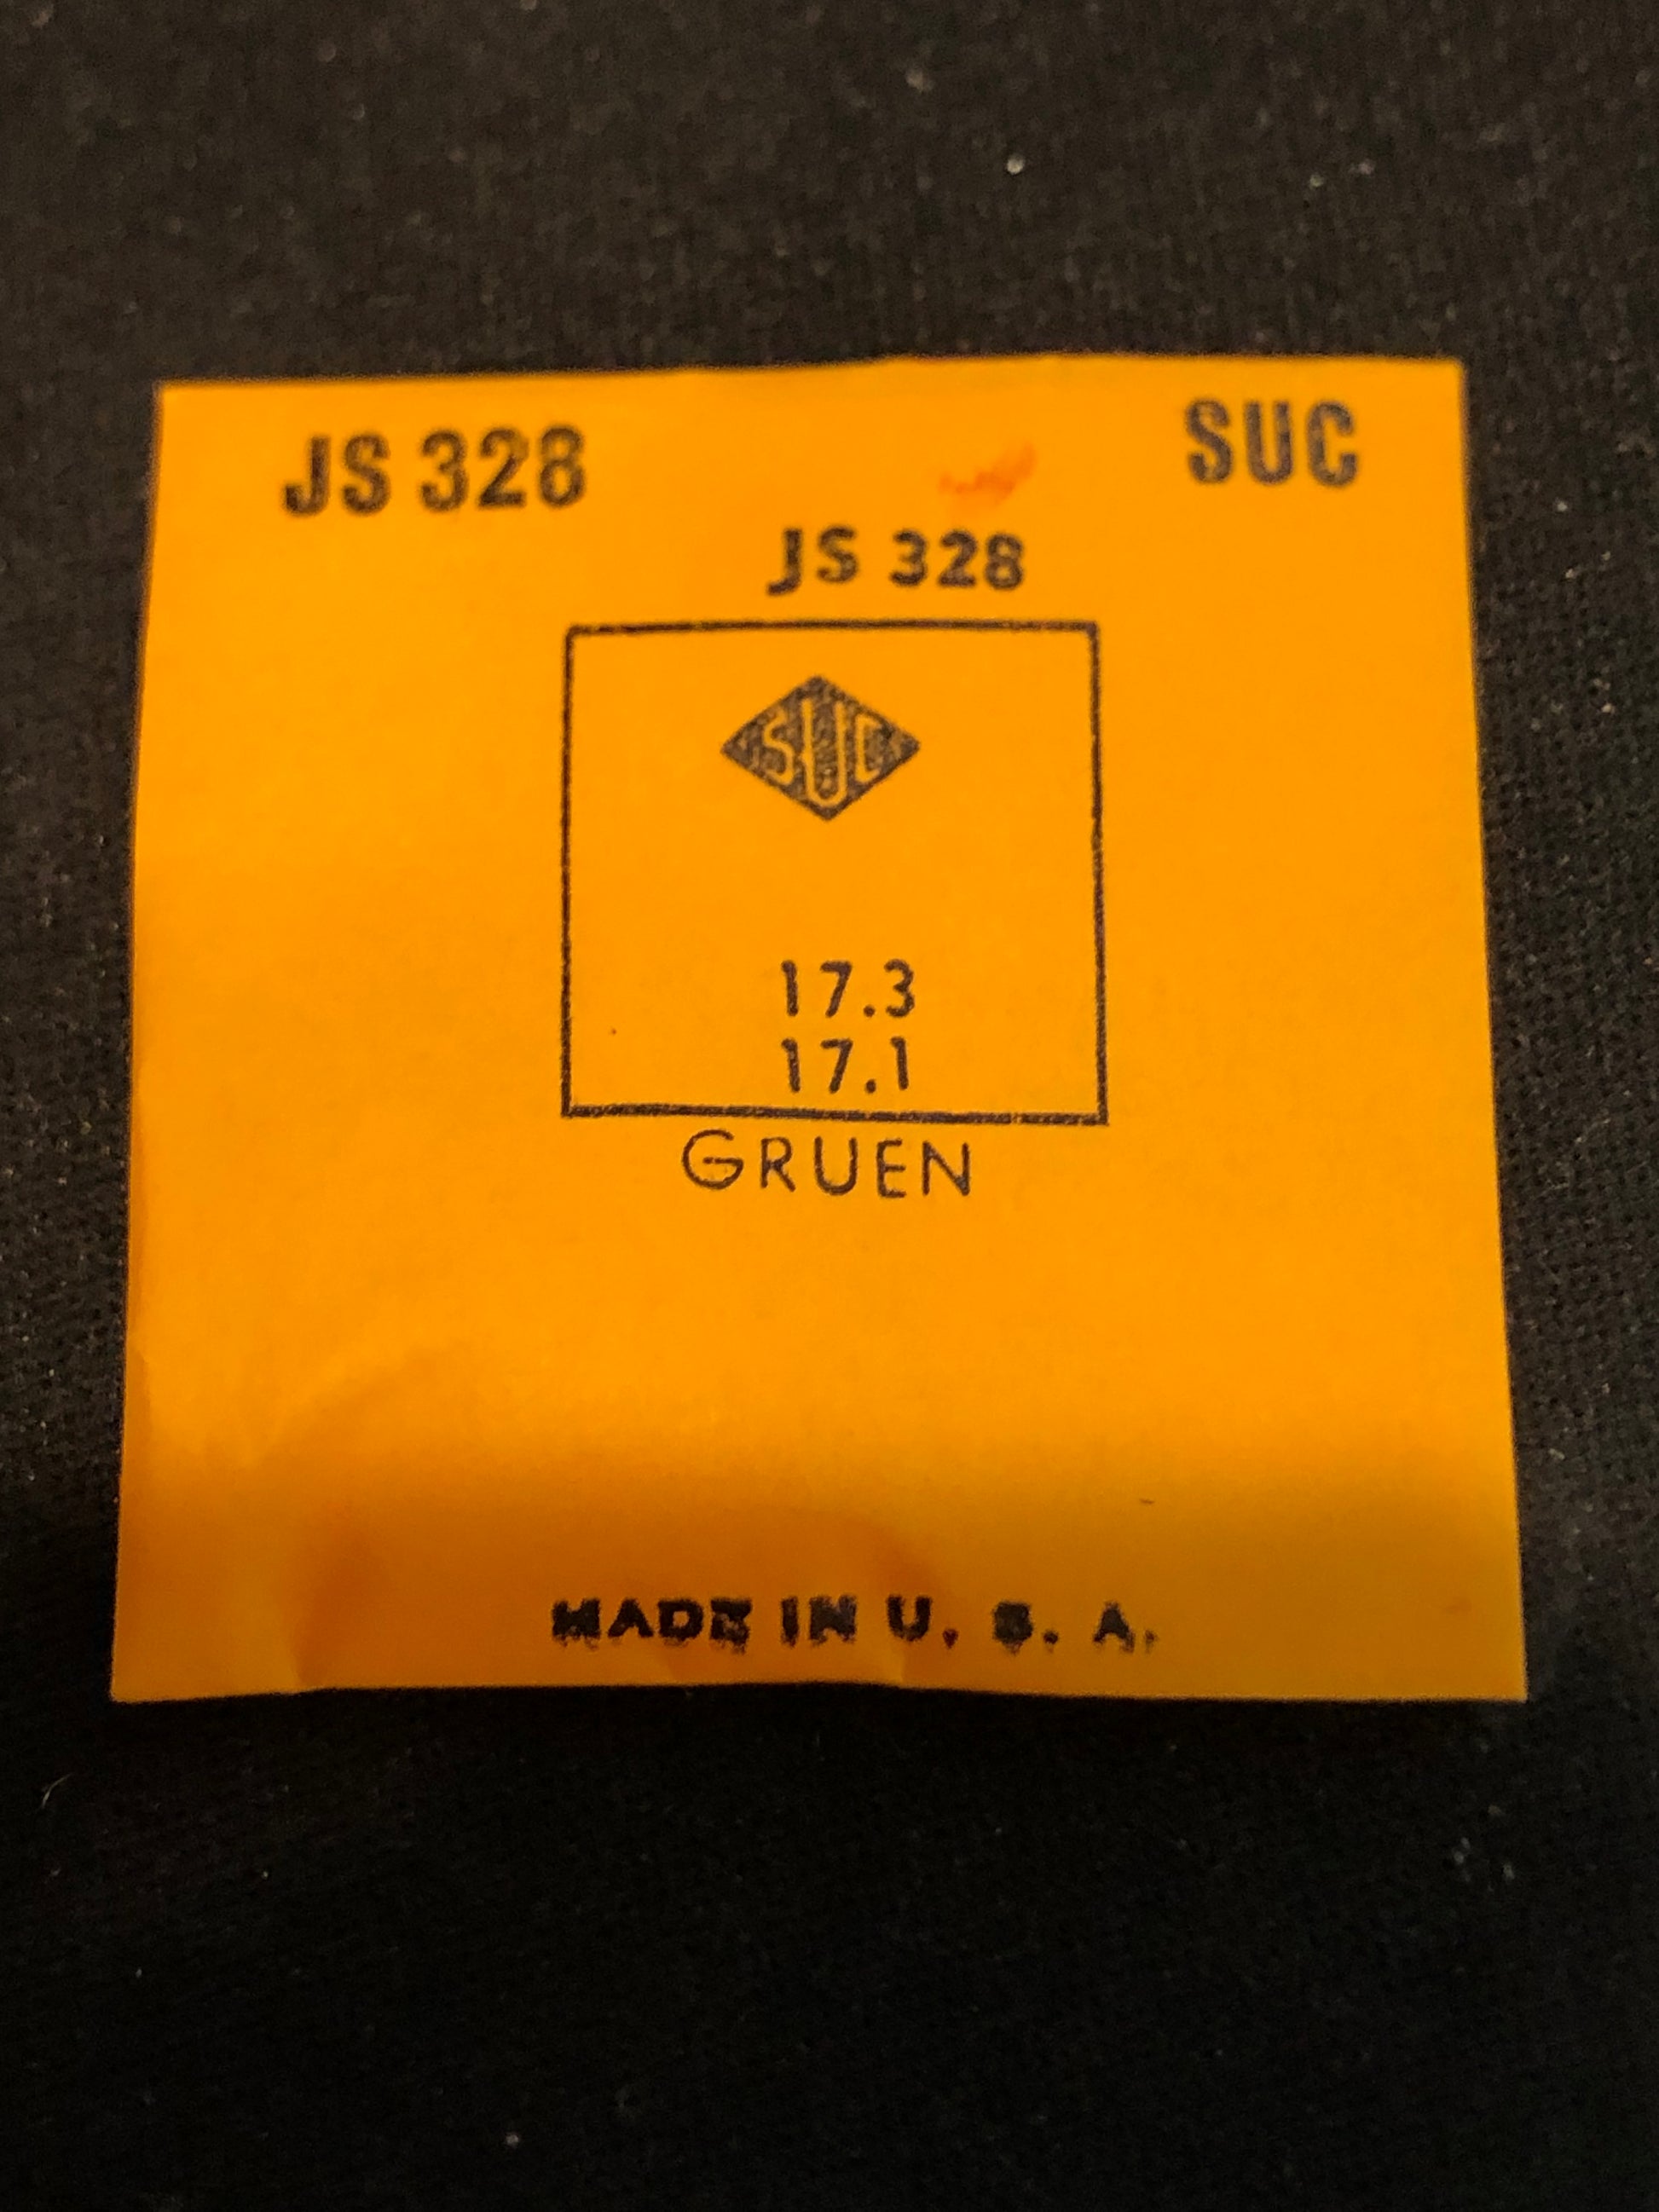 JS 328 SUC
JS 328
SUC
17.3
17.1
GRUEN
MADE IN U. S. A.